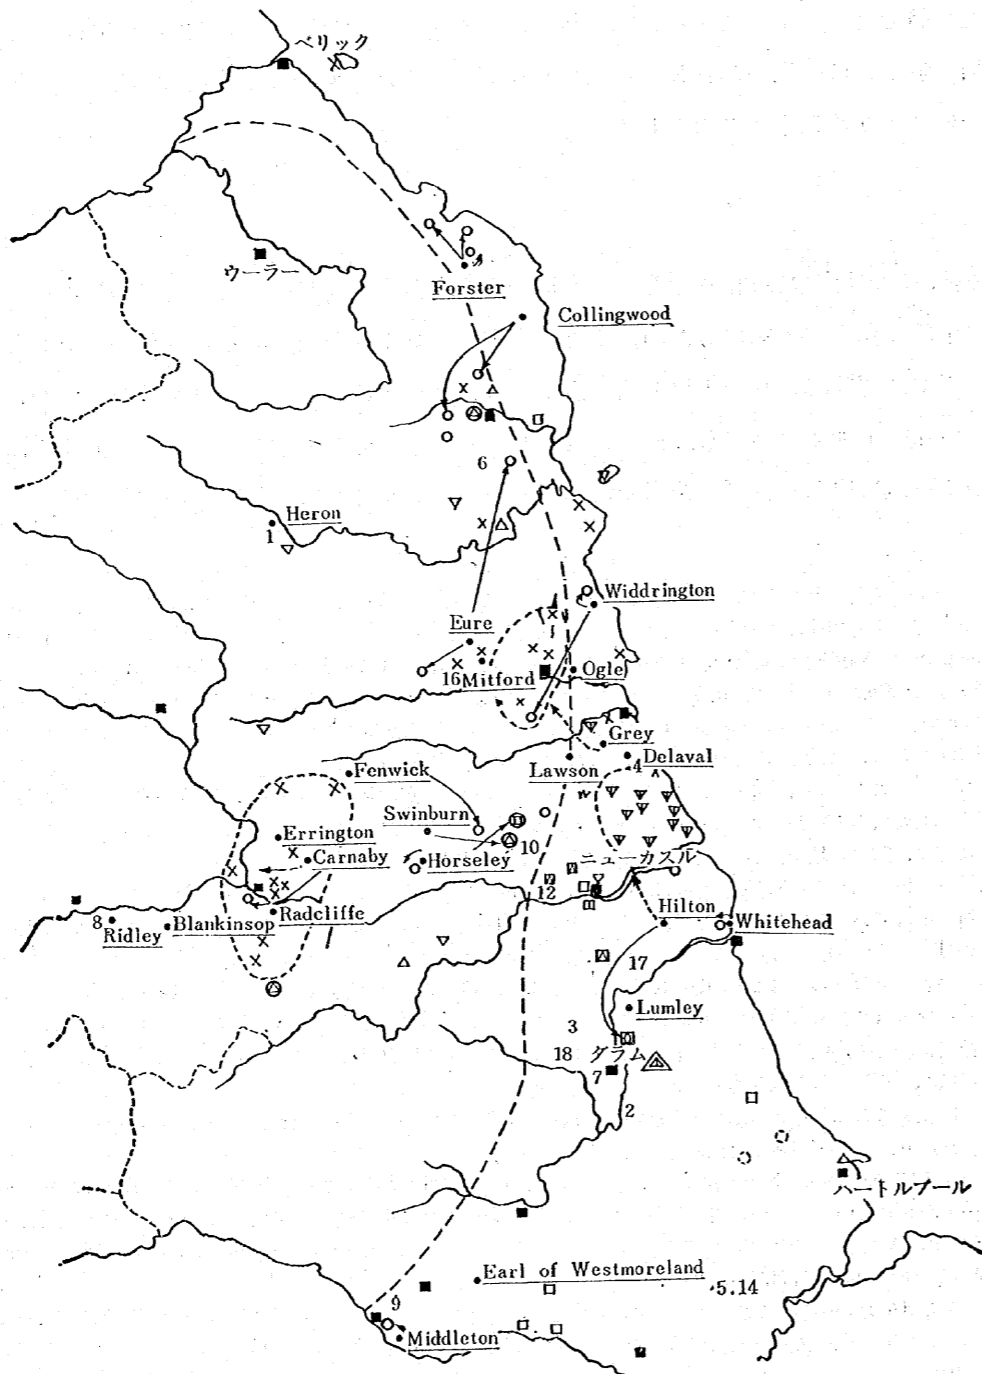 ベリック
ウーラー
Forster
Collingwood
6
Heron
1
Widdrington
Eure
16 Mitford
Ogle
Grey
Delaval
4
Lawson
Fenwick
Swinburn
10
Errington
Carnaby
Horseley
ニューカスル
12
8
Ridley
Blankinsop
Radcliffe
Hilton
Whitehead
17
Lumley
3
18 ダラム
7
2
ハートルプール
Earl of Westmoreland
5.14
9
Middleton